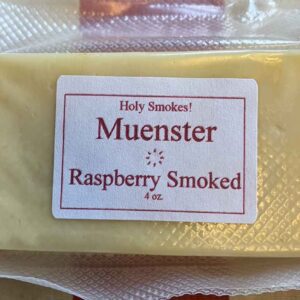 Holy Smokes!
Muenster
Raspberry Smoked
4 oz.